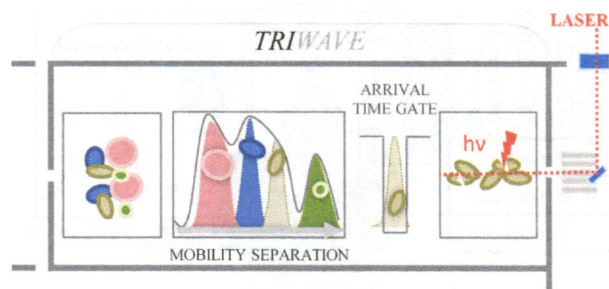 LASER
TRIWAVE
ARRIVAL
TIME GATE
hν
MOBILITY SEPARATION